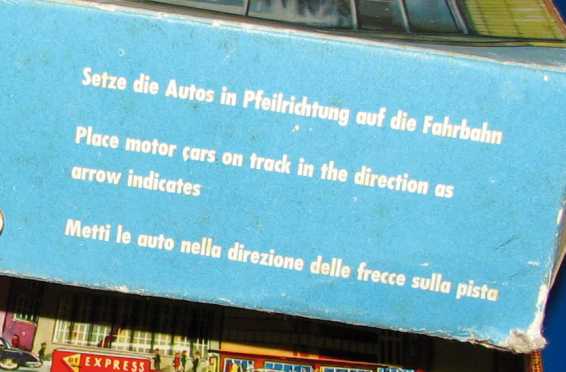 Setze die Autos in Pfeilrichtung auf die Fahrbahn
Place motor cars on track in the direction as
arrow indicates
Metti le auto nella direzione delle frecce sulla pista
EXPRESS